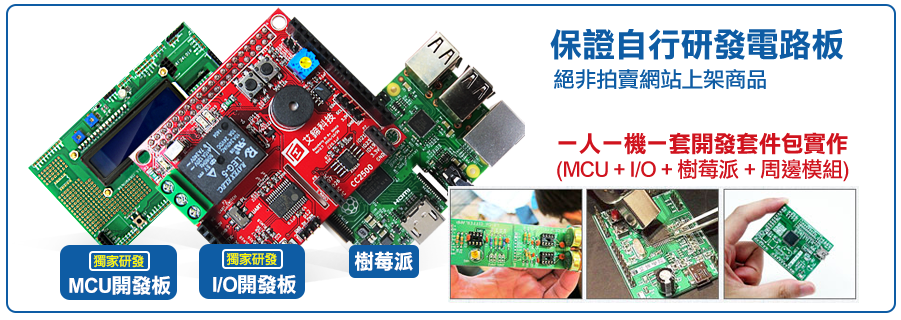 保證自行研發電路板
絕非拍賣網站上架商品
一人一機一套開發套件包實作
(MCU + I/O + 樹莓派 + 周邊模組)
艾鍗科技
CC2500
HDMI
獨家研發
MCU開發板
獨家研發
I/O開發板
樹莓派